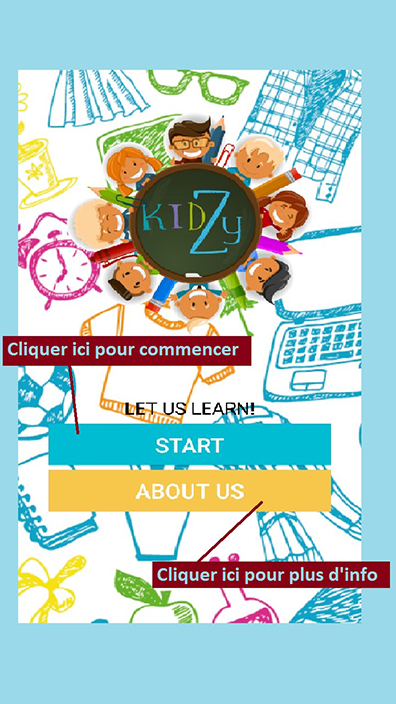 KIDZy
Cliquer ici pour commencer
LET US LEARN!
START
ABOUT US
Cliquer ici pour plus d'info